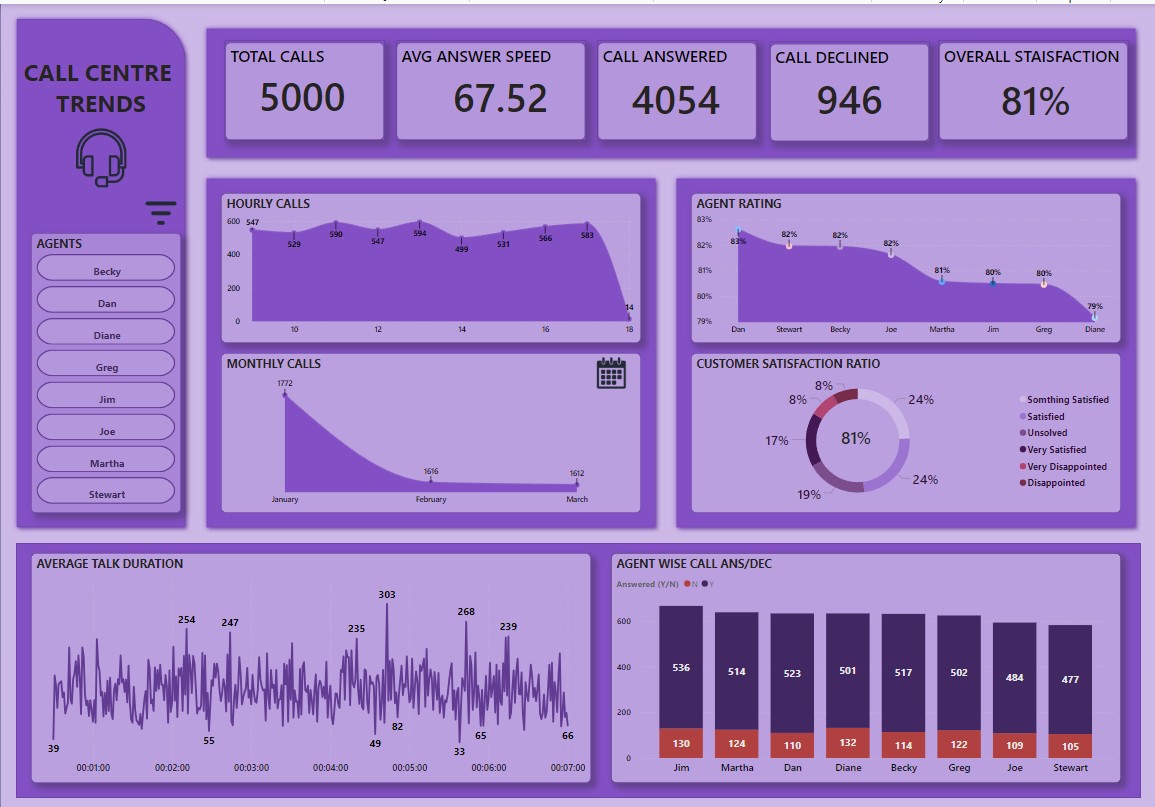 CALL CENTRE
TRENDS
AGENTS
Becky
Dan
Diane
Greg
Jim
Joe
Martha
Stewart
TOTAL CALLS
5000
AVG ANSWER SPEED
67.52
CALL ANSWERED
4054
CALL DECLINED
946
OVERALL STAISFACTION
81%
HOURLY CALLS
600
400
200
0
547
529
590
547
594
499
531
566
583
14
10
12
14
16
18
MONTHLY CALLS
1772
1616
1612
January
February
March
AGENT RATING
83%
82%
81%
80%
79%
83%
82%
82%
82%
81%
80%
80%
79%
Dan
Stewart
Becky
Joe
Martha
Jim
Greg
Diane
CUSTOMER SATISFACTION RATIO
8%
8%
17%
19%
24%
24%
81%
Somthing Satisfied
Satisfied
Unsolved
Very Satisfied
Very Disappointed
Disappointed
AVERAGE TALK DURATION
39
254
55
247
235
303
49
82
268
33
65
239
66
00:01:00
00:02:00
00:03:00
00:04:00
00:05:00
00:06:00
00:07:00
AGENT WISE CALL ANS/DEC
Answered (Y/N) N Y
600
400
200
0
536
514
523
501
517
502
484
477
130
124
110
132
114
122
109
105
Jim
Martha
Dan
Diane
Becky
Greg
Joe
Stewart